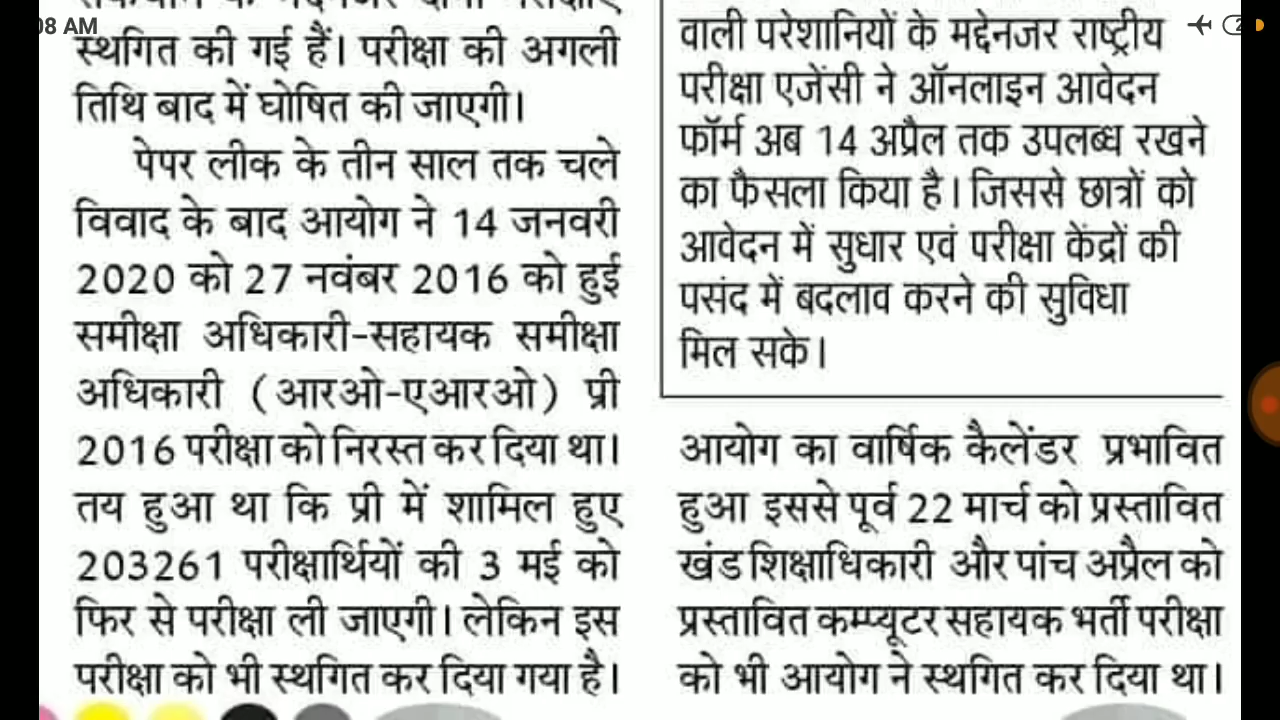 08 AM
स्थगित की गई हैं। परीक्षा की अगली
तिथि बाद में घोषित की जाएगी।
पेपर लीक के तीन साल तक चले
विवाद के बाद आयोग ने 14 जनवरी
2020 को 27 नवंबर 2016 को हुई
समीक्षा अधिकारी-सहायक समीक्षा
अधिकारी (आरओ-एआरओ) प्री
2016 परीक्षा को निरस्त कर दिया था।
तय हुआ था कि प्री में शामिल हुए
203261 परीक्षार्थियों की 3 मई को
फिर से परीक्षा ली जाएगी। लेकिन इस
परीक्षा को भी स्थगित कर दिया गया है।
वाली परेशानियों के मद्देनजर राष्ट्रीय
परीक्षा एजेंसी ने ऑनलाइन आवेदन
फॉर्म अब 14 अप्रैल तक उपलब्ध रखने
का फैसला किया है। जिससे छात्रों को
आवेदन में सुधार एवं परीक्षा केंद्रों की
पसंद में बदलाव करने की सुविधा
मिल सके।
आयोग का वार्षिक कैलेंडर प्रभावित
हुआ इससे पूर्व 22 मार्च को प्रस्तावित
खंड शिक्षाधिकारी और पांच अप्रैल को
प्रस्तावित कम्प्यूटर सहायक भर्ती परीक्षा
को भी आयोग ने स्थगित कर दिया था।